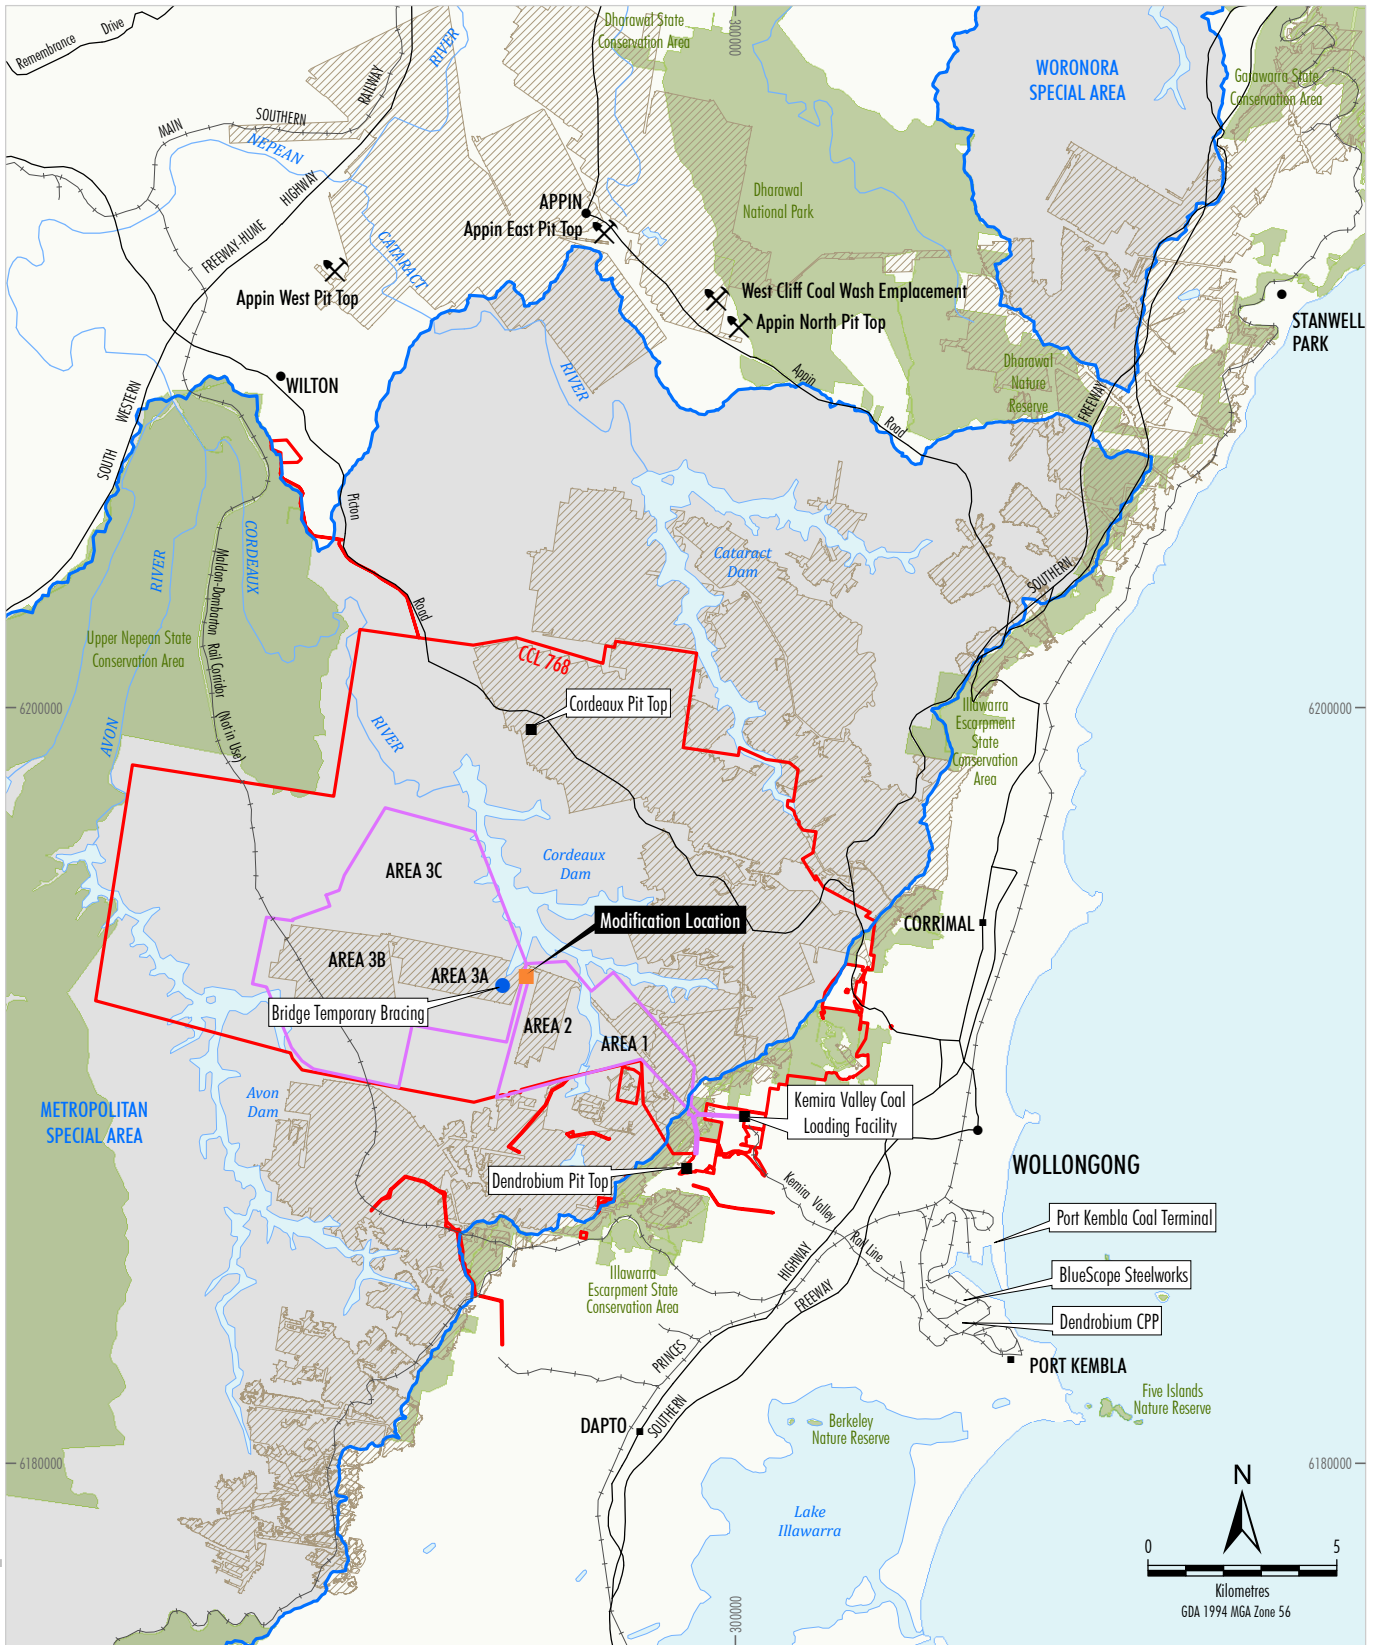 Remembrance Drive
Dharawal State
Conservation Area
300000
RIVER
WORONORA
SPECIAL AREA
Garawarra State
Conservation Area
MAIN SOUTHERN RAILWAY
NEPEAN
Dharawal
National Park
APPIN
Appin East Pit Top
FREEWAY-HUME HIGHWAY
CATARACT
Appin West Pit Top
West Cliff Coal Wash Emplacement
Appin North Pit Top
STANWELL
PARK
WILTON
RIVER
Appin
Road
Dharawal
Nature
Reserve
FREEWAY
SOUTH WESTERN
Picton
Road
Cataract
Dam
RIVER
CORDEAUX
Maldon-Dombarton Rail Corridor (Not in Use)
SOUTHERN
Upper Nepean State
Conservation Area
CCL 768
6200000
Cordeaux Pit Top
Illawarra
Escarpment
State
Conservation
Area
6200000
AVON
RIVER
AREA 3C
Cordeaux
Dam
Modification Location
CORRIMAL
AREA 3B
AREA 3A
Bridge Temporary Bracing
AREA 2
AREA 1
Avon
Dam
METROPOLITAN
SPECIAL AREA
Kemira Valley Coal
Loading Facility
WOLLONGONG
Dendrobium Pit Top
Kemira Valley
Rail Line
Port Kembla Coal Terminal
HIGHWAY
FREEWAY
Illawarra
Escarpment State
Conservation Area
BlueScope Steelworks
Dendrobium CPP
PRINCES
SOUTHERN
PORT KEMBLA
Five Islands
Nature Reserve
DAPTO
Berkeley
Nature Reserve
6180000
6180000
N
Lake
Illawarra
0 5
Kilometres
GDA 1994 MGA Zone 56
300000